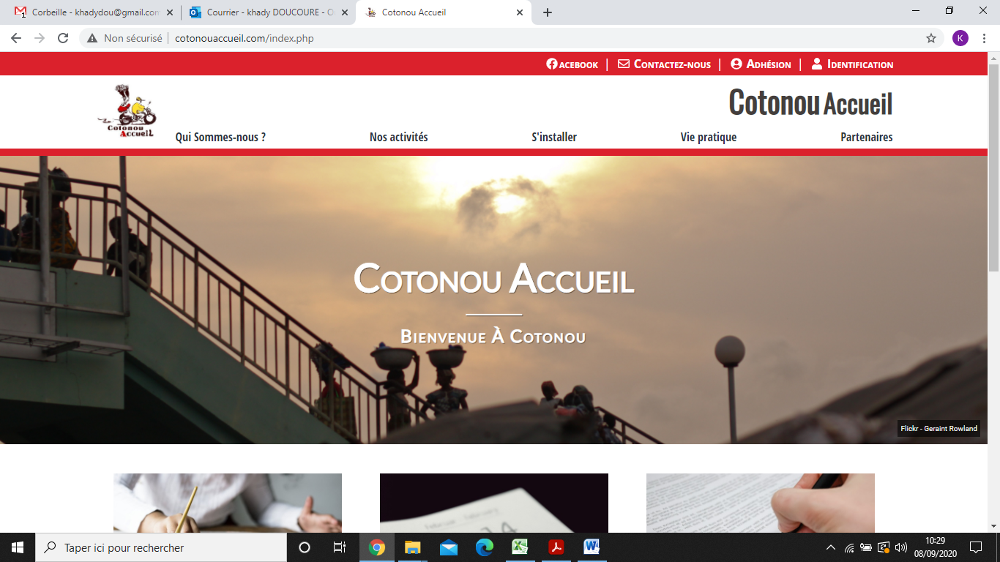 Corbeille - khadydou@gmail.com
Courrier - khady DOUCOURE - O
Cotonou Accueil
Non sécurisé
cotonouaccueil.com/index.php
K
acebook | Contactez-nous | Adhésion | Identification
Cotonou Accueil
Cotonou Accueil
Qui Sommes-nous ?
Nos activités
S'installer
Vie pratique
Partenaires
Cotonou Accueil
Bienvenue À Cotonou
Flickr - Geraint Rowland
Taper ici pour rechercher
10:29
08/09/2020